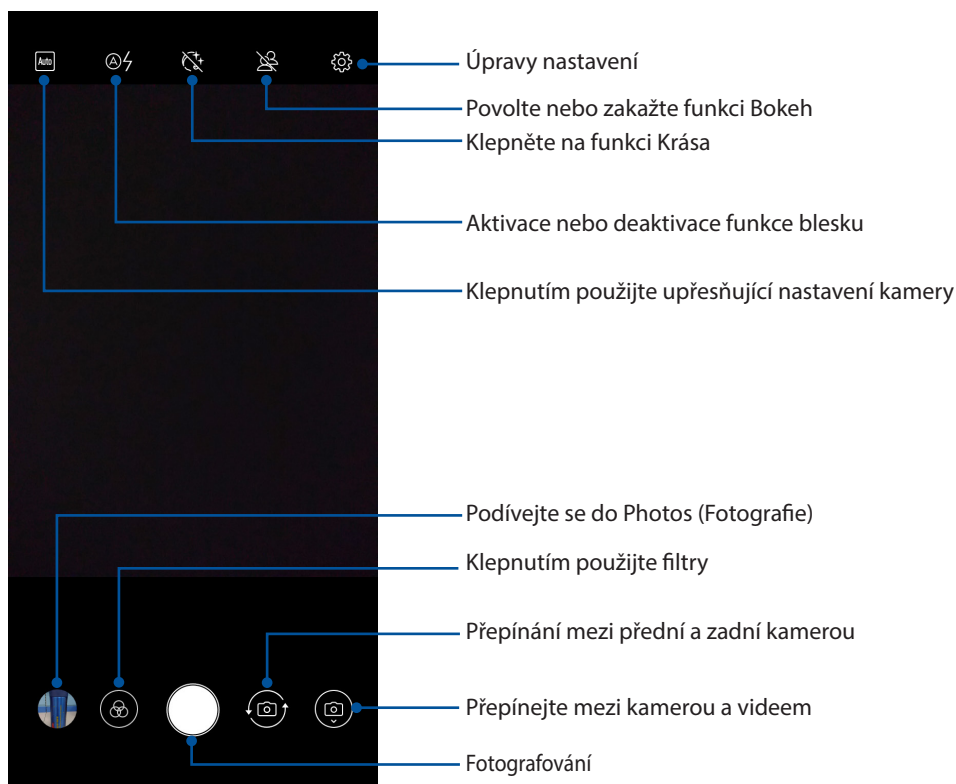 Auto
A
Úpravy nastavení
Povolte nebo zakažte funkci Bokeh
Klepněte na funkci Krása
Aktivace nebo deaktivace funkce blesku
Klepnutím použijte upřesňující nastavení kamery
Podívejte se do Photos (Fotografie)
Klepnutím použijte filtry
Přepínání mezi přední a zadní kamerou
Přepínejte mezi kamerou a videem
Fotografování